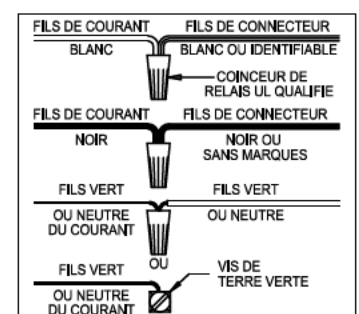 FILS DE COURANT FILS DE CONNECTEUR
BLANC BLANC OU IDENTIFIABLE
COINCEUR DE
RELAIS UL QUALIFIE
FILS DE COURANT FILS DE CONNECTEUR
NOIR NOIR OU
SANS MARQUES
FILS VERT FILS VERT
OU NEUTRE
DU COURANT
OU NEUTRE
OU
FILS VERT
VIS DE
TERRE VERTE
OU NEUTRE
DU COURANT